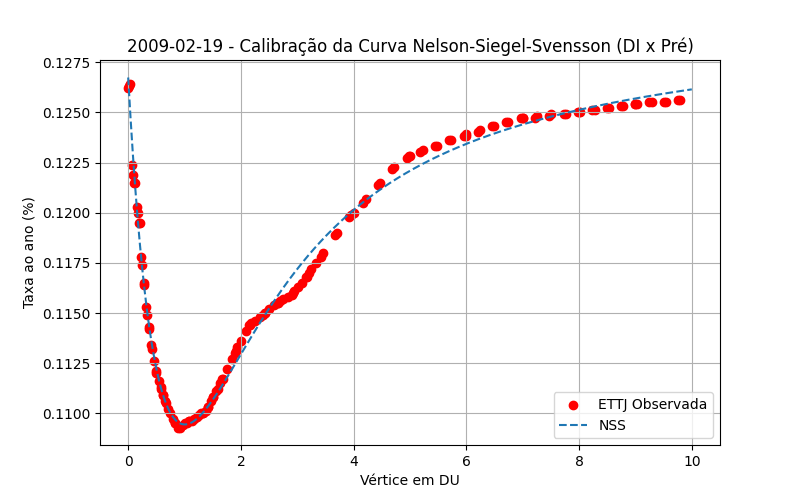 2009-02-19 - Calibração da Curva Nelson-Siegel-Svensson (DI x Pré)
Taxa ao ano (%)
0.1275
0.1250
0.1225
0.1200
0.1175
0.1150
0.1125
0.1100
ETTJ Observada
NSS
0 2 4 6 8 10
Vértice em DU